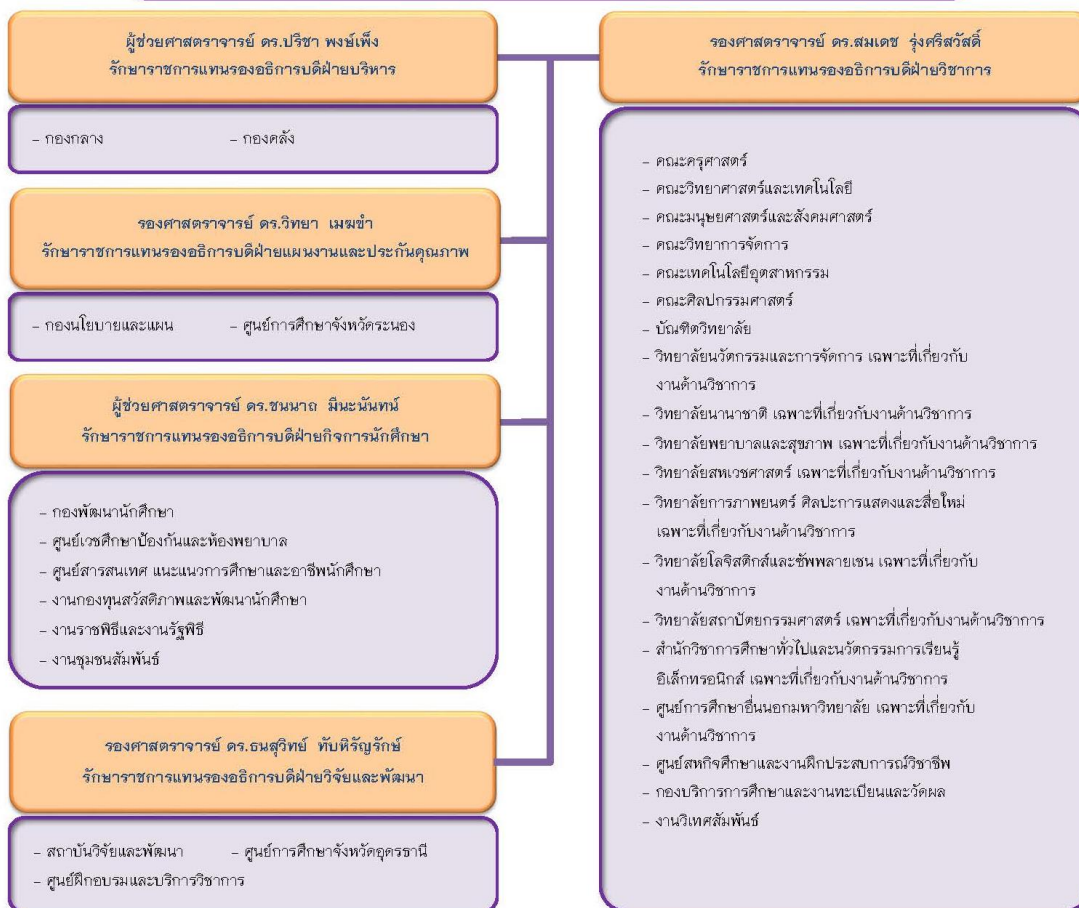 ผู้ช่วยศาสตราจารย์ ดร.ปรีชา พงษ์เพ็ง
รักษาราชการแทนรองอธิการบดีฝ่ายบริหาร
– กองกลาง – กองคลัง
รองศาสตราจารย์ ดร.วิทยา เมฆขำ
รักษาราชการแทนรองอธิการบดีฝ่ายแผนงานและประกันคุณภาพ
– กองนโยบายและแผน – ศูนย์การศึกษาจังหวัดระนอง
ผู้ช่วยศาสตราจารย์ ดร.ชนนาถ มีนะนันทน์
รักษาราชการแทนรองอธิการบดีฝ่ายกิจการนักศึกษา
– กองพัฒนานักศึกษา
– ศูนย์เวชศึกษาป้องกันและห้องพยาบาล
– ศูนย์สารสนเทศ แนะแนวการศึกษาและอาชีพนักศึกษา
– งานกองทุนสวัสดิภาพและพัฒนานักศึกษา
– งานราชพิธีและงานรัฐพิธี
– งานชุมชนสัมพันธ์
รองศาสตราจารย์ ดร.ธนสุวิทย์ ทับหิรัญรักษ์
รักษาราชการแทนรองอธิการบดีฝ่ายวิจัยและพัฒนา
– สถาบันวิจัยและพัฒนา – ศูนย์การศึกษาจังหวัดอุดรธานี
– ศูนย์ฝึกอบรมและบริการวิชาการ
รองศาสตราจารย์ ดร.สมเดช รุ่งศรีสวัสดิ์
รักษาราชการแทนรองอธิการบดีฝ่ายวิชาการ
– คณะครุศาสตร์
– คณะวิทยาศาสตร์และเทคโนโลยี
– คณะมนุษยศาสตร์และสังคมศาสตร์
– คณะวิทยาการจัดการ
– คณะเทคโนโลยีอุตสาหกรรม
– คณะศิลปกรรมศาสตร์
– บัณฑิตวิทยาลัย
– วิทยาลัยนวัตกรรมและการจัดการ เฉพาะที่เกี่ยวกับ
งานด้านวิชาการ
– วิทยาลัยนานาชาติ เฉพาะที่เกี่ยวกับงานด้านวิชาการ
– วิทยาลัยพยาบาลและสุขภาพ เฉพาะที่เกี่ยวกับงานด้านวิชาการ
– วิทยาลัยสหเวชศาสตร์ เฉพาะที่เกี่ยวกับงานด้านวิชาการ
– วิทยาลัยการภาพยนตร์ ศิลปะการแสดงและสื่อใหม่
เฉพาะที่เกี่ยวกับงานด้านวิชาการ
– วิทยาลัยโลจิสติกส์และซัพพลายเชน เฉพาะที่เกี่ยวกับ
งานด้านวิชาการ
– วิทยาลัยสถาปัตยกรรมศาสตร์ เฉพาะที่เกี่ยวกับงานด้านวิชาการ
– สำนักวิชาการศึกษาทั่วไปและนวัตกรรมการเรียนรู้
อิเล็กทรอนิกส์ เฉพาะที่เกี่ยวกับงานด้านวิชาการ
– ศูนย์การศึกษาอื่นนอกมหาวิทยาลัย เฉพาะที่เกี่ยวกับ
งานด้านวิชาการ
– ศูนย์สหกิจศึกษาและงานฝึกประสบการณ์วิชาชีพ
– กองบริการการศึกษาและงานทะเบียนและวัดผล
– งานวิเทศสัมพันธ์